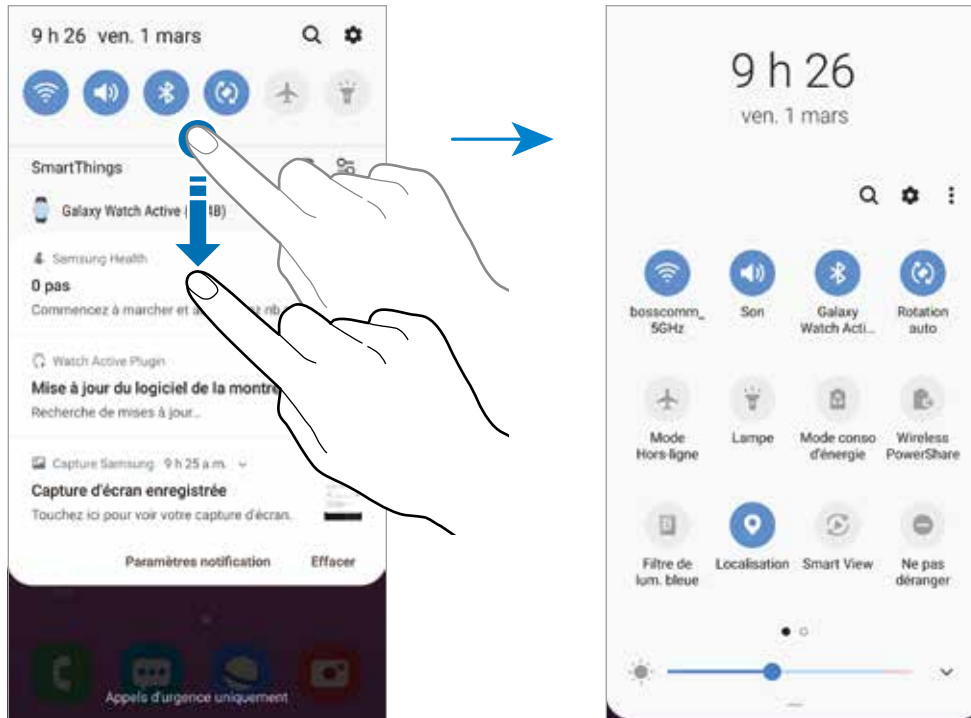 9 h 26 ven. 1 mars
SmartThings
Galaxy Watch Active ( 4B)
Samsung Health
0 pas
Commencez à marcher et
Watch Active Plugin
Mise à jour du logiciel de la montre
Recherche de mises à jour...
Capture Samsung 9 h 25 a.m.
Capture d'écran enregistrée
Touchez ici pour voir votre capture d'écran.
Paramètres notification Effacer
Appels d'urgence uniquement
9 h 26
ven. 1 mars
bosscomm_
5GHz
Son
Galaxy
Watch Acti...
Rotation
auto
Mode
Hors-ligne
Lampe
Mode conso
d'énergie
Wireless
PowerShare
Filtre de
lum. bleue
Localisation
Smart View
Ne pas
déranger